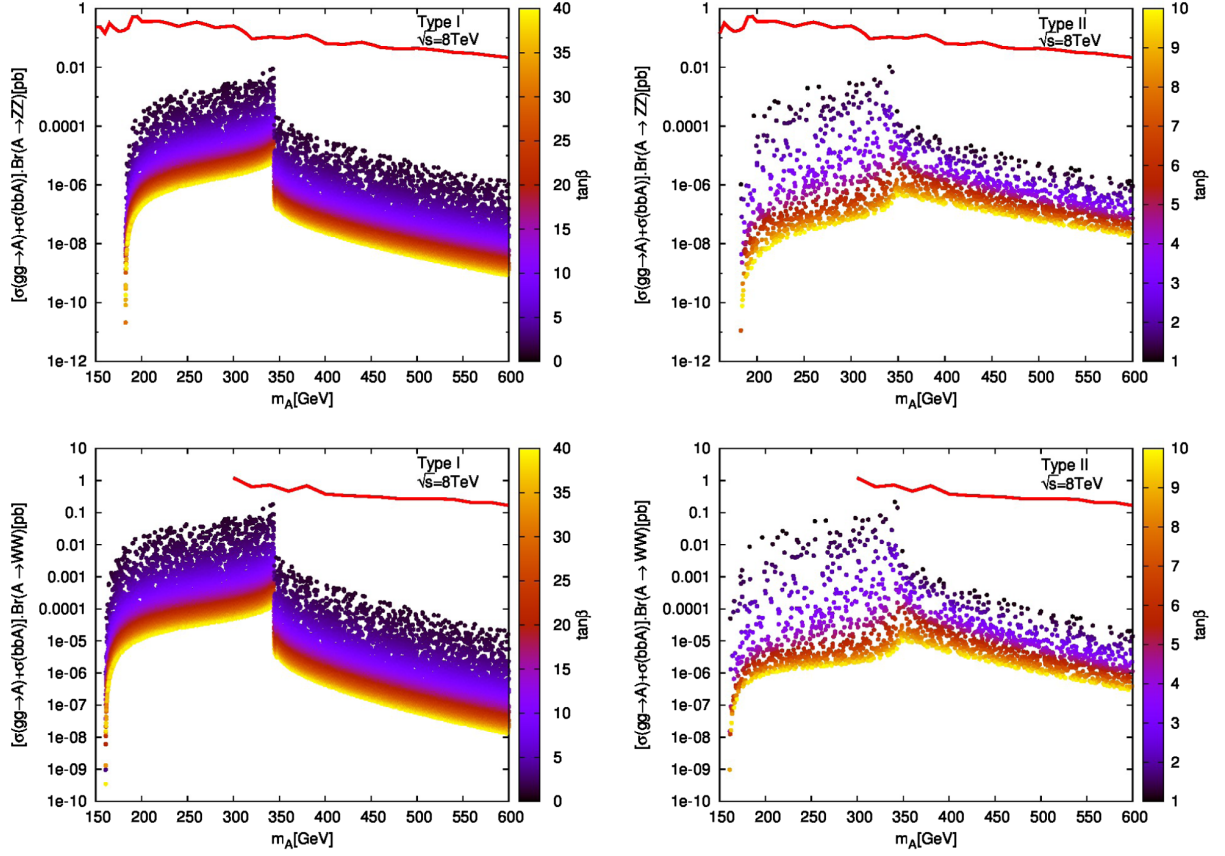 Type I
√s=8TeV
[σ(gg→A)+σ(bbA)].Br(A →ZZ)[pb]
1
0.01
0.0001
1e-06
1e-08
1e-10
1e-12
150 200 250 300 350 400 450 500 550 600
m_A[GeV]
40
35
30
25
20
15
10
5
0
tanβ
Type II
√s=8TeV
[σ(gg→A)+σ(bbA)].Br(A → ZZ)[pb]
1
0.01
0.0001
1e-06
1e-08
1e-10
1e-12
200 250 300 350 400 450 500 550 600
m_A[GeV]
10
9
8
7
6
5
4
3
2
1
tanβ
Type I
√s=8TeV
[σ(gg→A)+σ(bbA)].Br(A →WW)[pb]
10
1
0.1
0.01
0.001
0.0001
1e-05
1e-06
1e-07
1e-08
1e-09
1e-10
150 200 250 300 350 400 450 500 550 600
m_A[GeV]
40
35
30
25
20
15
10
5
0
tanβ
Type II
√s=8TeV
[σ(gg→A)+σ(bbA)].Br(A → WW)[pb]
10
1
0.1
0.01
0.001
0.0001
1e-05
1e-06
1e-07
1e-08
1e-09
1e-10
150 200 250 300 350 400 450 500 550 600
m_A[GeV]
10
9
8
7
6
5
4
3
2
1
tanβ